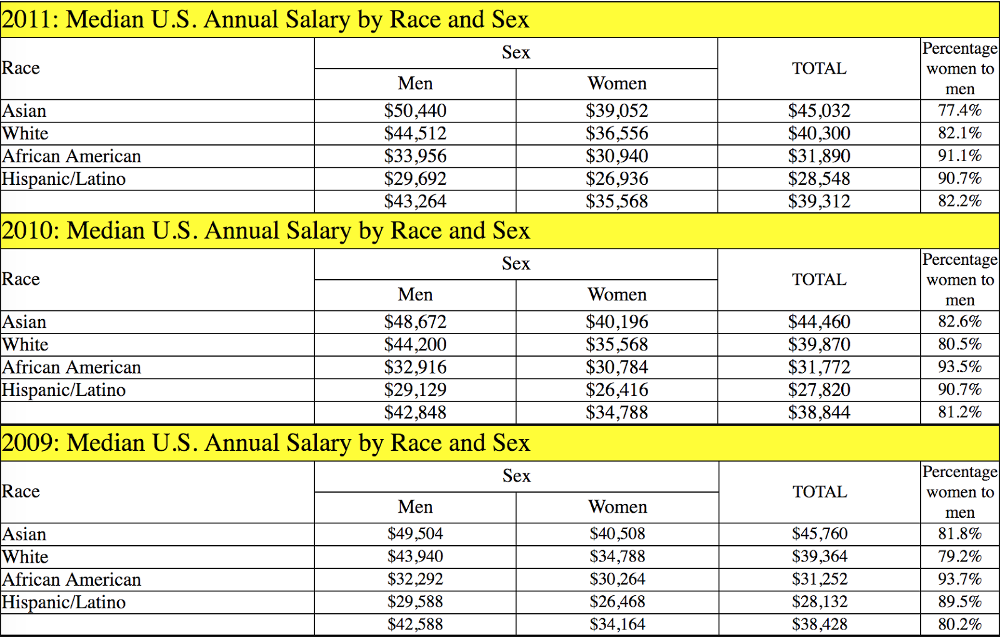 2011: Median U.S. Annual Salary by Race and Sex
Race Sex TOTAL Percentage women to men
Men Women
Asian $50,440 $39,052 $45,032 77.4%
White $44,512 $36,556 $40,300 82.1%
African American $33,956 $30,940 $31,890 91.1%
Hispanic/Latino $29,692 $26,936 $28,548 90.7%
$43,264 $35,568 $39,312 82.2%
2010: Median U.S. Annual Salary by Race and Sex
Race Sex TOTAL Percentage women to men
Men Women
Asian $48,672 $40,196 $44,460 82.6%
White $44,200 $35,568 $39,870 80.5%
African American $32,916 $30,784 $31,772 93.5%
Hispanic/Latino $29,129 $26,416 $27,820 90.7%
$42,848 $34,788 $38,844 81.2%
2009: Median U.S. Annual Salary by Race and Sex
Race Sex TOTAL Percentage women to men
Men Women
Asian $49,504 $40,508 $45,760 81.8%
White $43,940 $34,788 $39,364 79.2%
African American $32,292 $30,264 $31,252 93.7%
Hispanic/Latino $29,588 $26,468 $28,132 89.5%
$42,588 $34,164 $38,428 80.2%